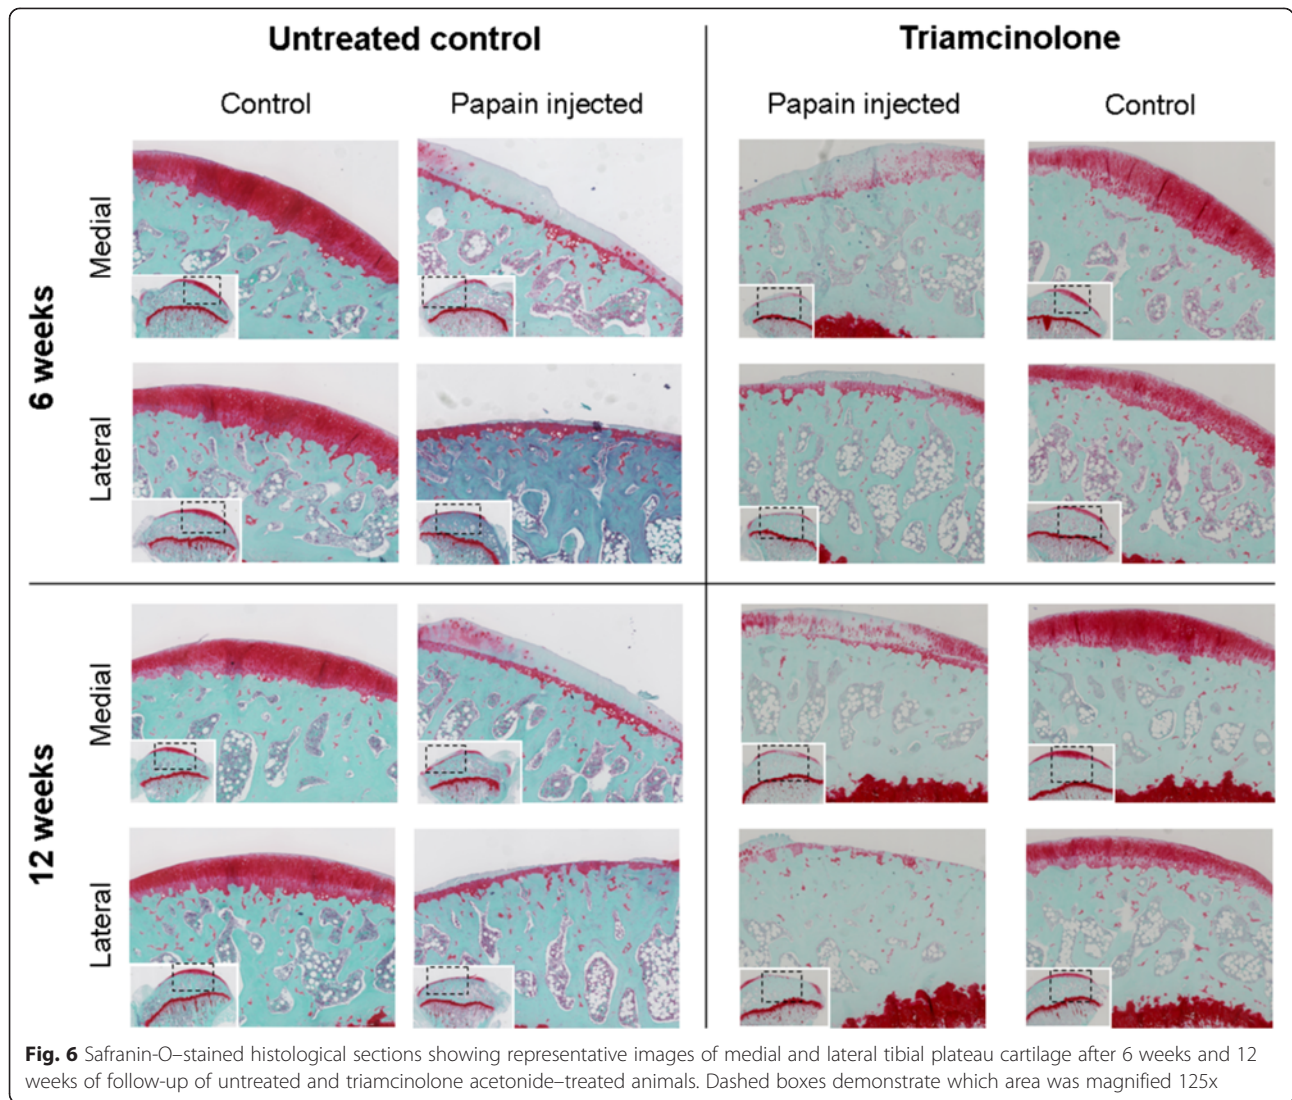 Untreated control
Triamcinolone
Control
Papain injected
Papain injected
Control
6 weeks
Medial
Lateral
12 weeks
Medial
Lateral
Fig. 6 Safranin-O–stained histological sections showing representative images of medial and lateral tibial plateau cartilage after 6 weeks and 12
weeks of follow-up of untreated and triamcinolone acetonide–treated animals. Dashed boxes demonstrate which area was magnified 125x